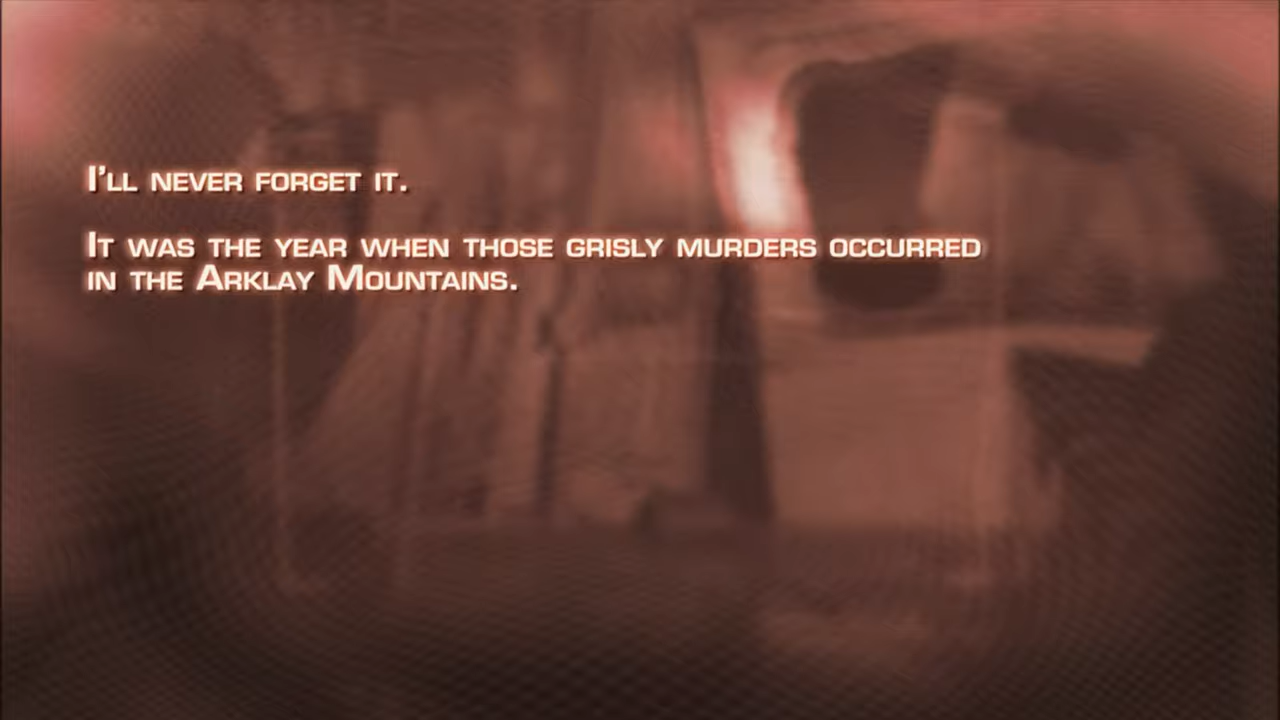 I'll never forget it.
It was the year when those grisly murders occurred
in the Arklay Mountains.